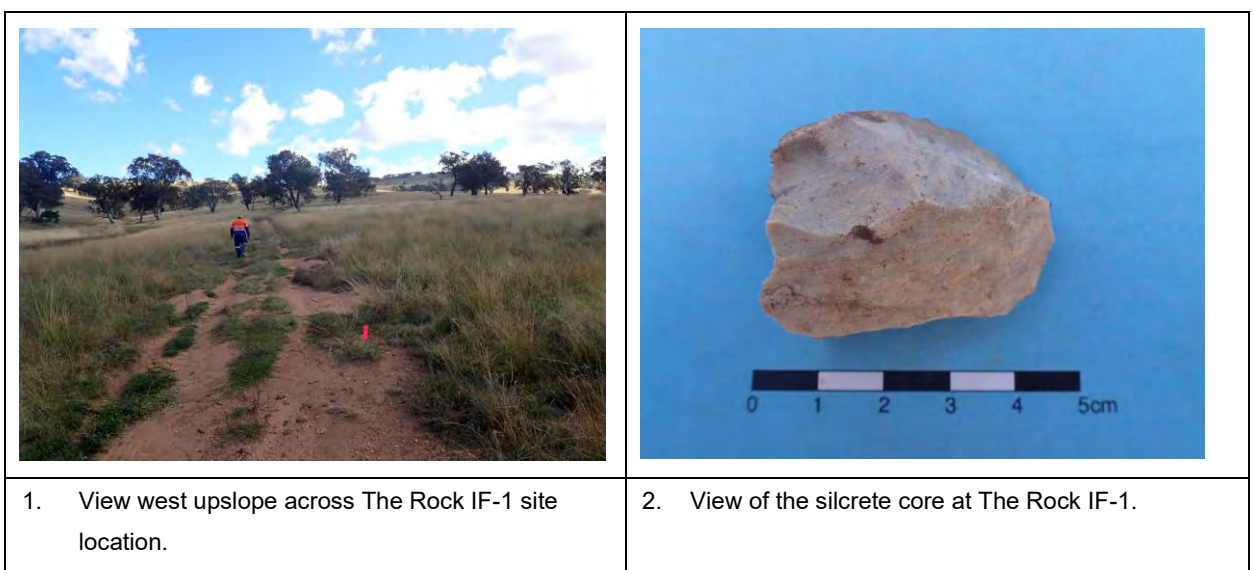 0 1 2 3 4 5cm
1. View west upslope across The Rock IF-1 site
location.
2. View of the silcrete core at The Rock IF-1.